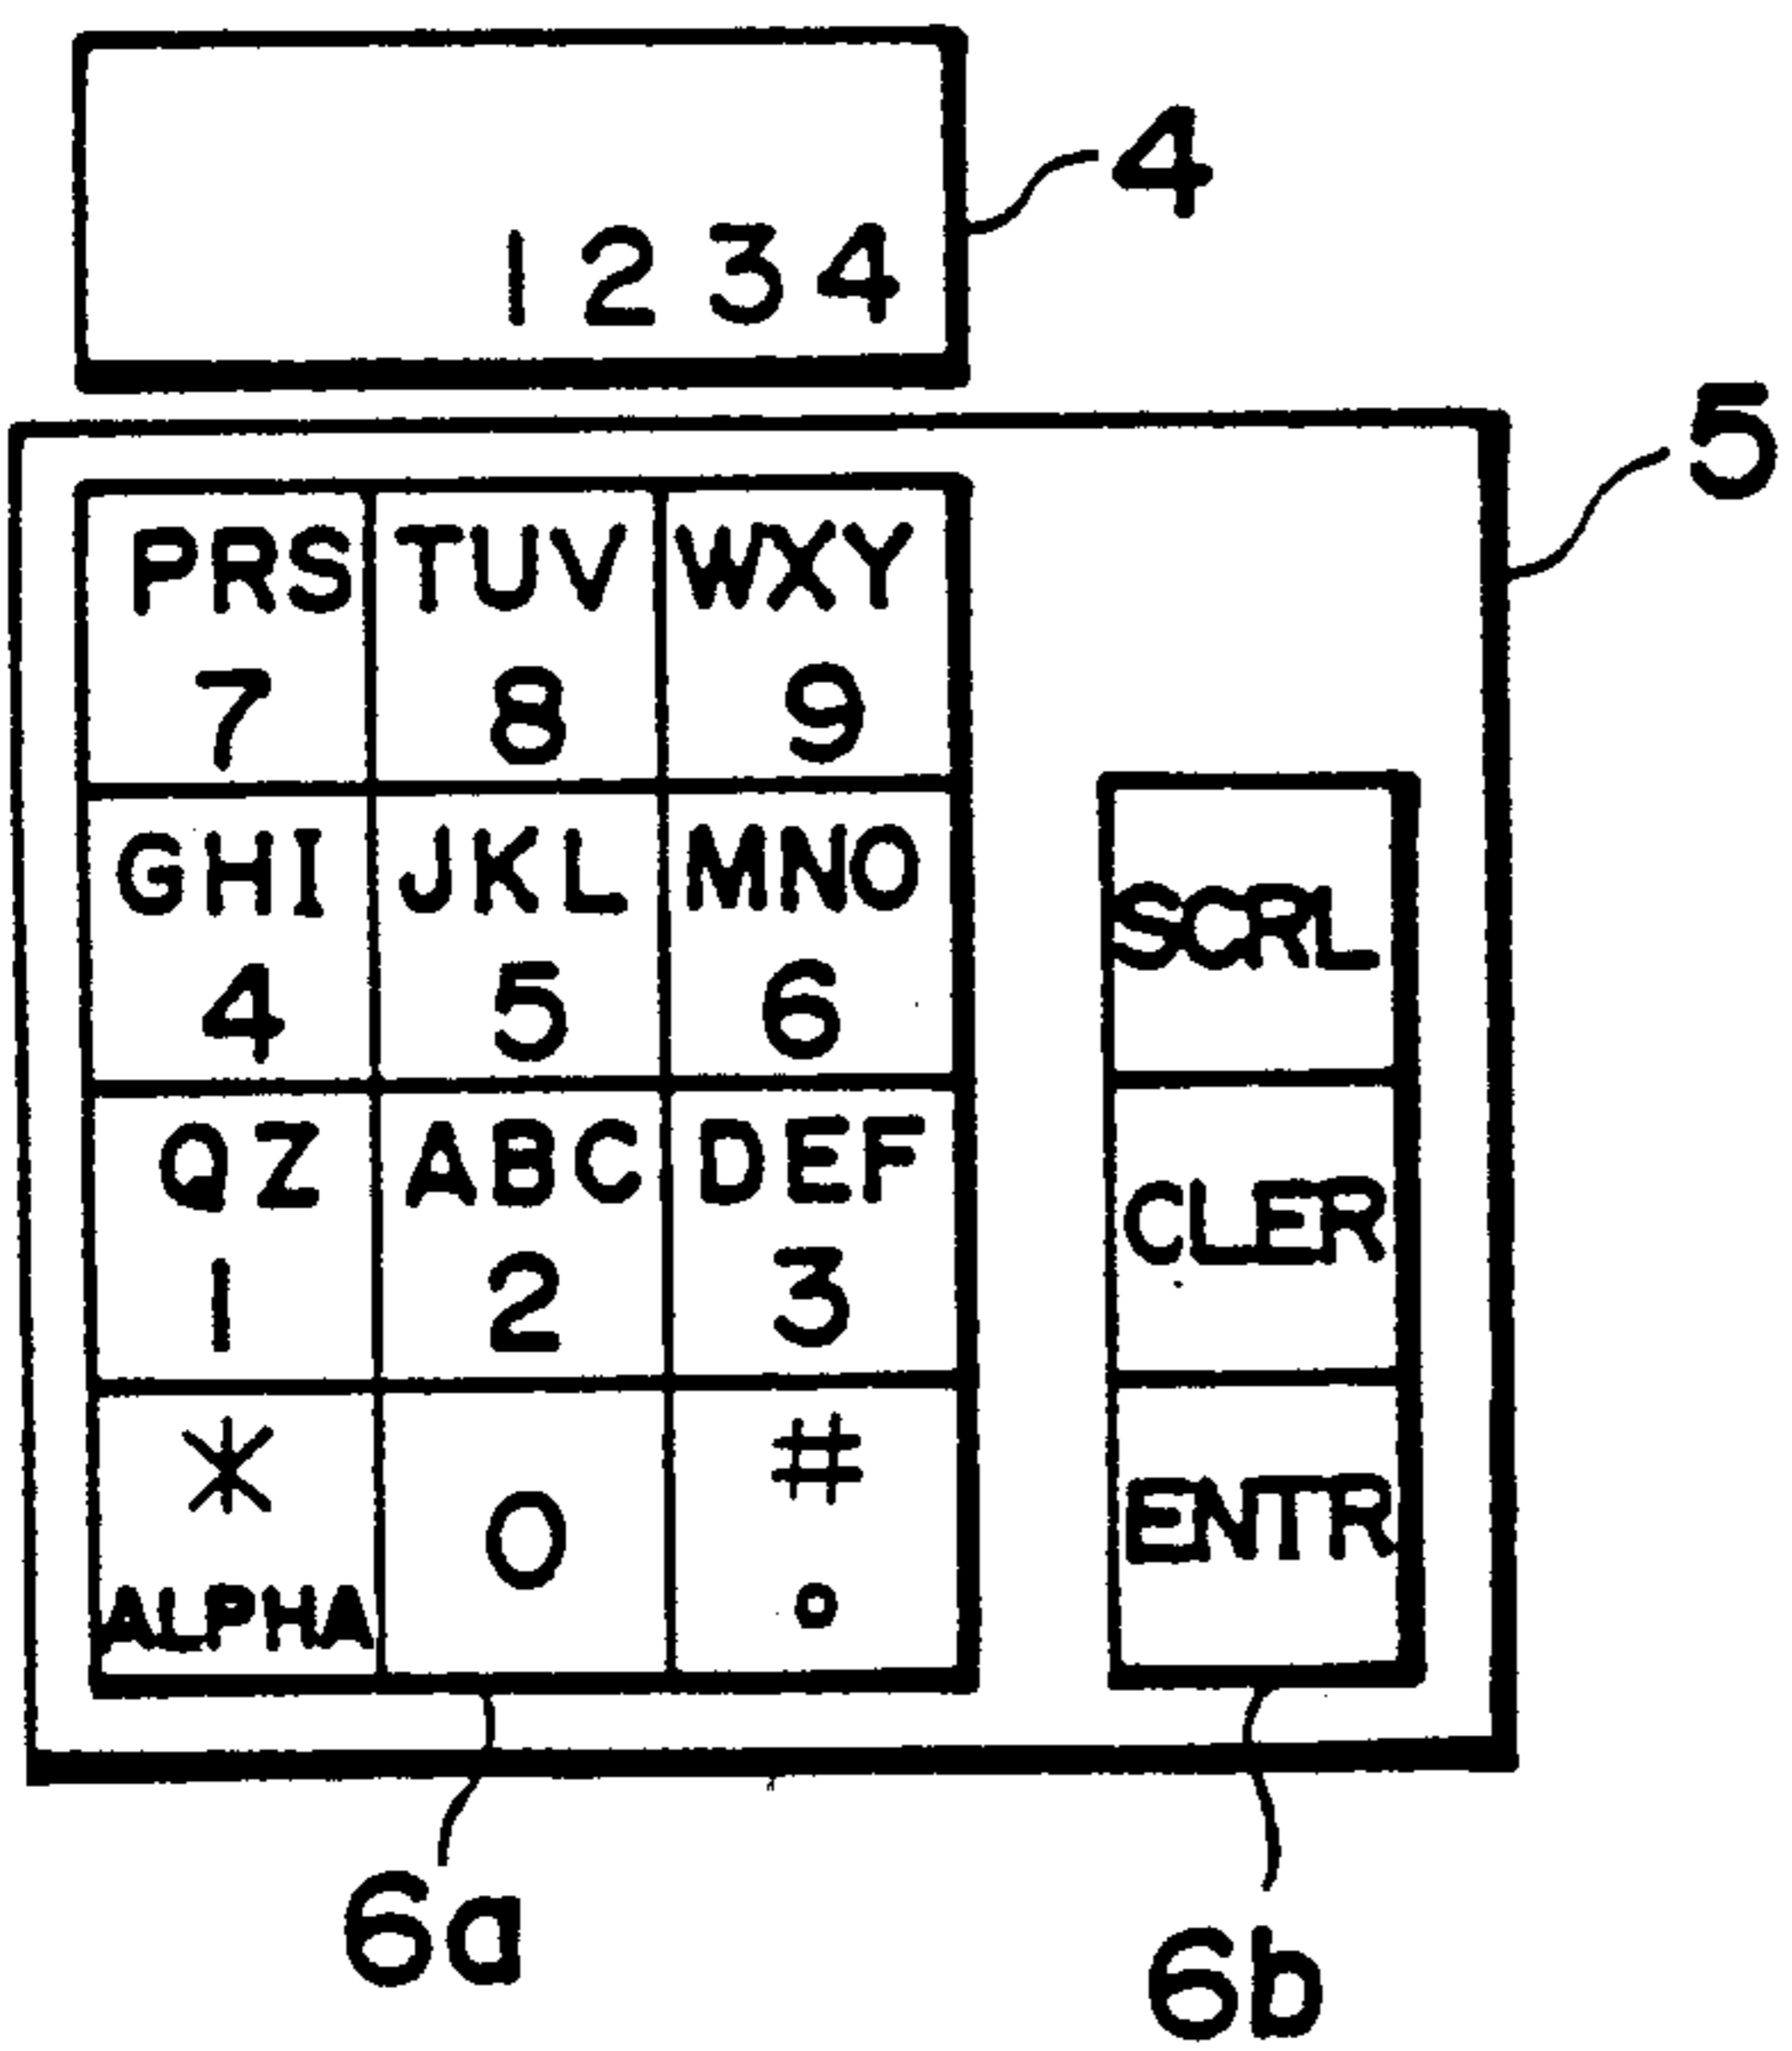 4
1234
5
PRS TUV WXY
7 8 9
GHI JKL MNO
SCRL
4 5 6
QZ ABC DEF
CLER
1 2 3
* #
ENTR
0
ALPHA
6a
6b